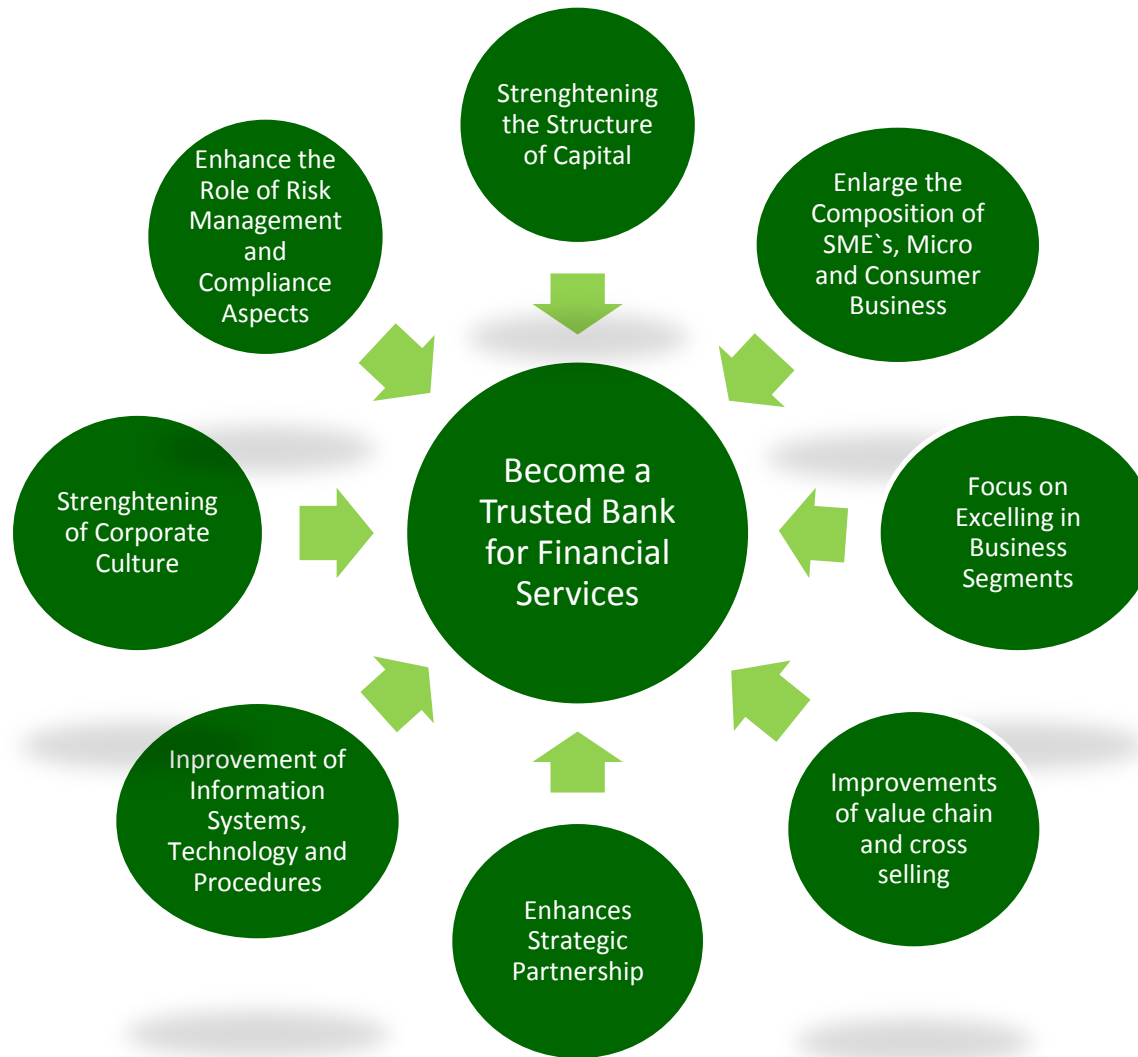 Strenghtening
the Structure
of Capital
Enlarge the
Composition of
SME`s, Micro
and Consumer
Business
Focus on
Excelling in
Business
Segments
Improvements
of value chain
and cross
selling
Enhances
Strategic
Partnership
Inprovement of
Information
Systems,
Technology and
Procedures
Strenghtening
of Corporate
Culture
Enhance the
Role of Risk
Management
and
Compliance
Aspects
Become a
Trusted Bank
for Financial
Services